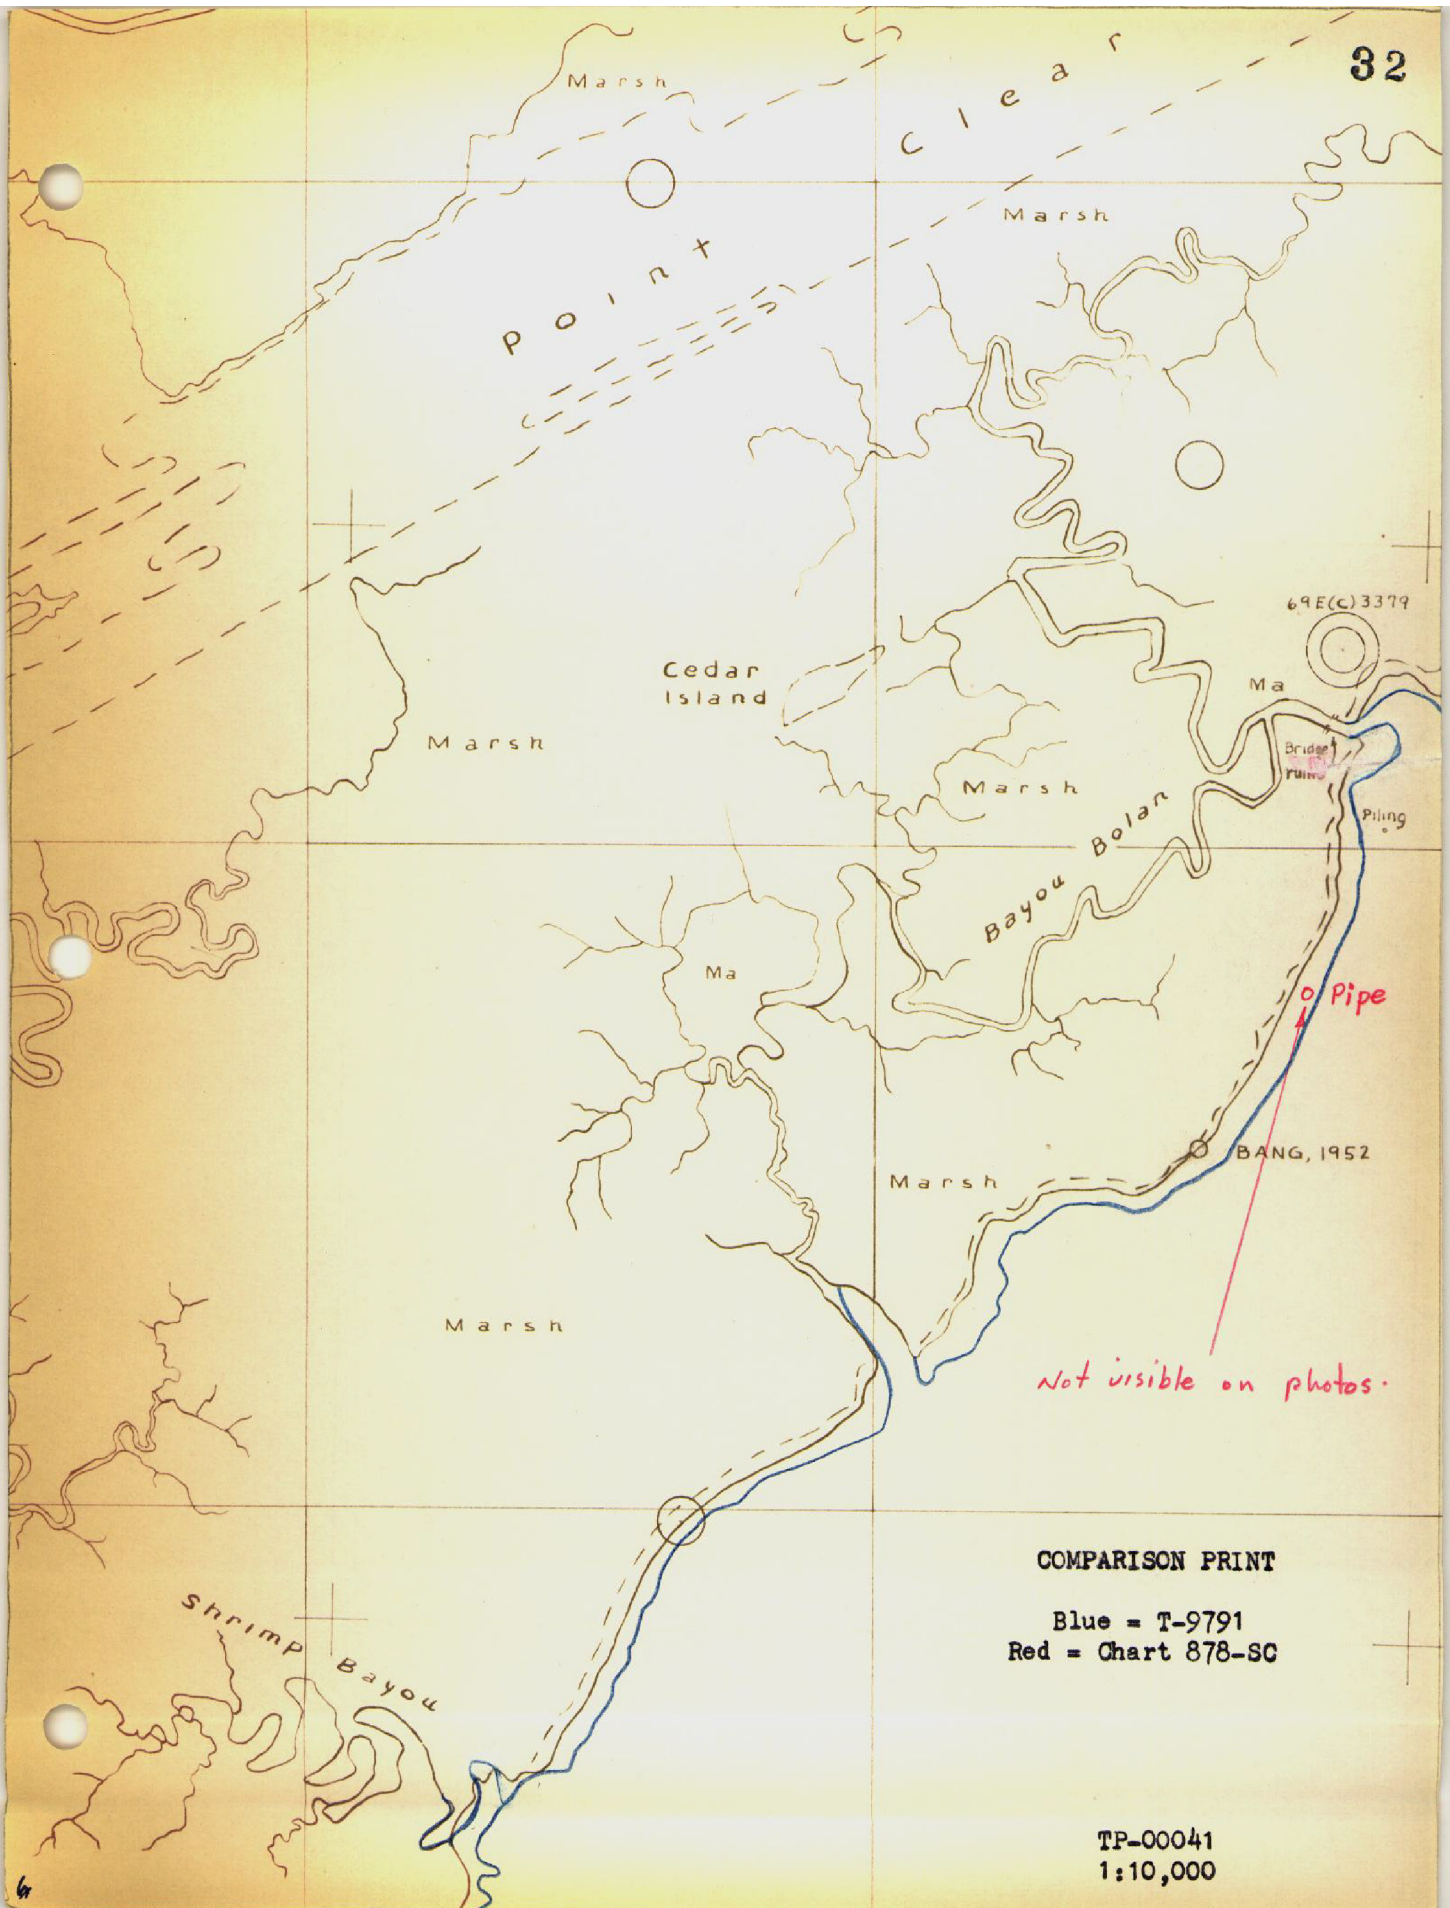 32
Marsh
Clear
Marsh
Point
69E(C)3379
Cedar
Island
Ma
Marsh
Bridge
ruins
Marsh
Bayou Bolan
Piling
Ma
Pipe
BANG, 1952
Marsh
Marsh
Not visible on photos.
COMPARISON PRINT
Blue = T-9791
Red = Chart 878-SC
Shrimp Bayou
TP-00041
1:10,000